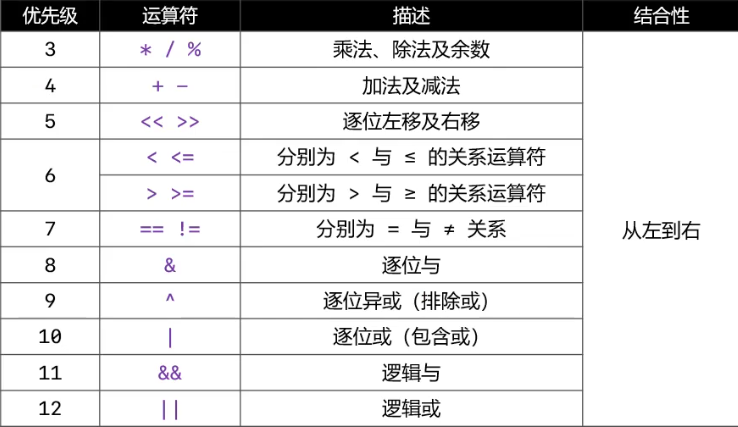 优先级 运算符 描述 结合性
3 * / % 乘法、除法及余数
4 + − 加法及减法
5 << >> 逐位左移及右移
6 < <= 分别为 < 与 ≤ 的关系运算符
> >= 分别为 > 与 ≥ 的关系运算符
7 == != 分别为 = 与 ≠ 关系
从左到右
8 & 逐位与
9 ^ 逐位异或（排除或）
10 | 逐位或（包含或）
11 && 逻辑与
12 || 逻辑或